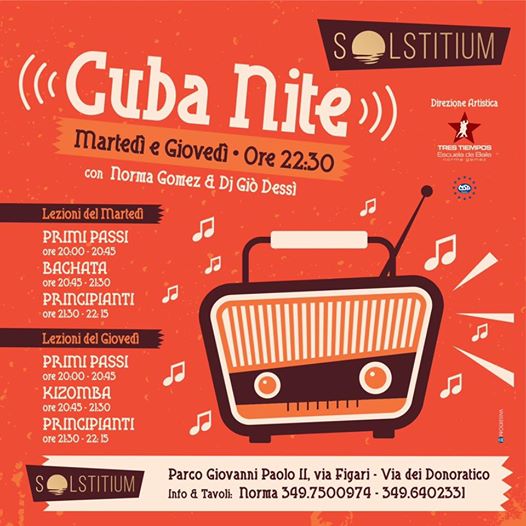 SOLSTITIUM
Cuba Nite
Direzione Artistica
TRES TIEMPOS
Escuela de Baile
norma gomez
Martedì e Giovedì • Ore 22:30
con Norma Gomez & Dj Giò Dessì
Lezioni del Martedì
PRIMI PASSI
ore 20:00 - 20:45
BACHATA
ore 20:45 - 21:30
PRINCIPIANTI
ore 21:30 - 22:15
Lezioni del Giovedì
PRIMI PASSI
ore 20:00 - 20:45
KIZOMBA
ore 20:45 - 21:30
PRINCIPIANTI
ore 21:30 - 22:15
SOLSTITIUM
Parco Giovanni Paolo II, via Figari - Via dei Donoratico
Info & Tavoli: Norma 349.7500974 - 349.6402331